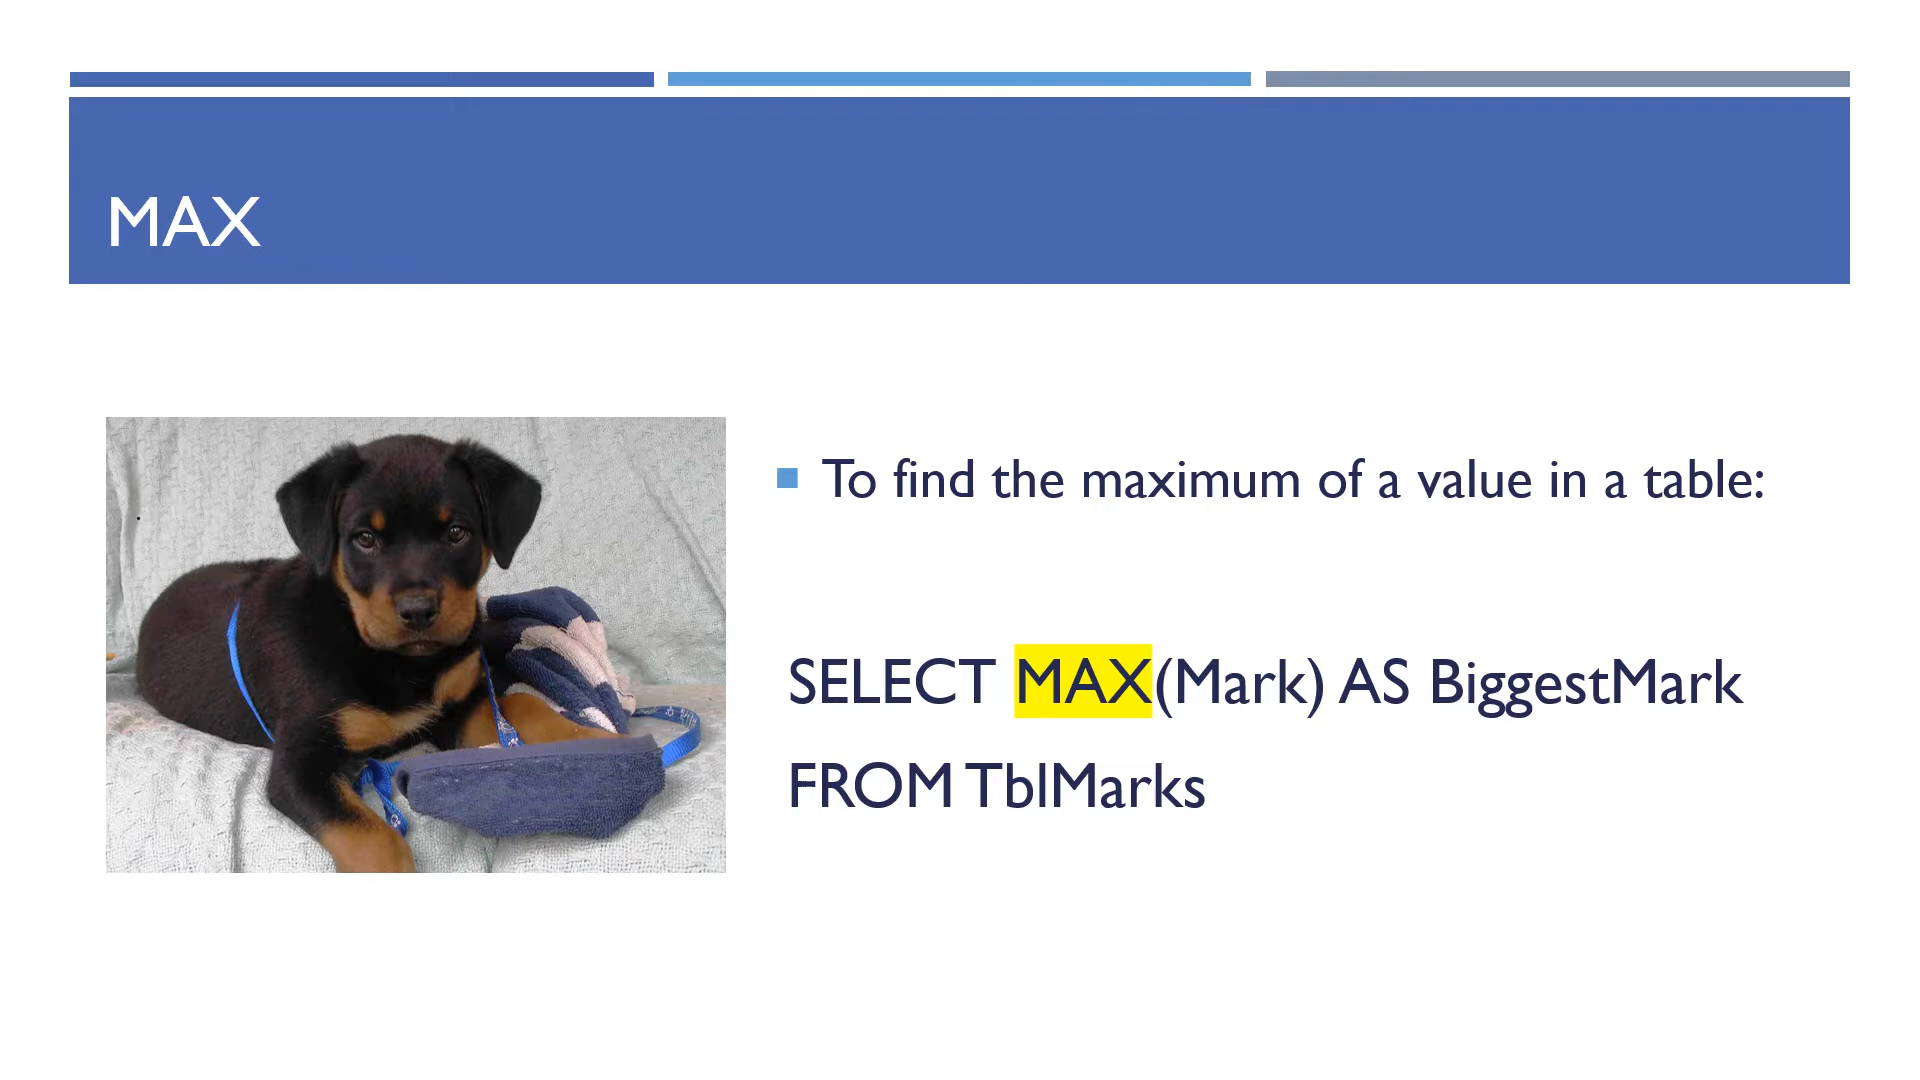 MAX
To find the maximum of a value in a table:
SELECT MAX(Mark) AS BiggestMark
FROM TblMarks